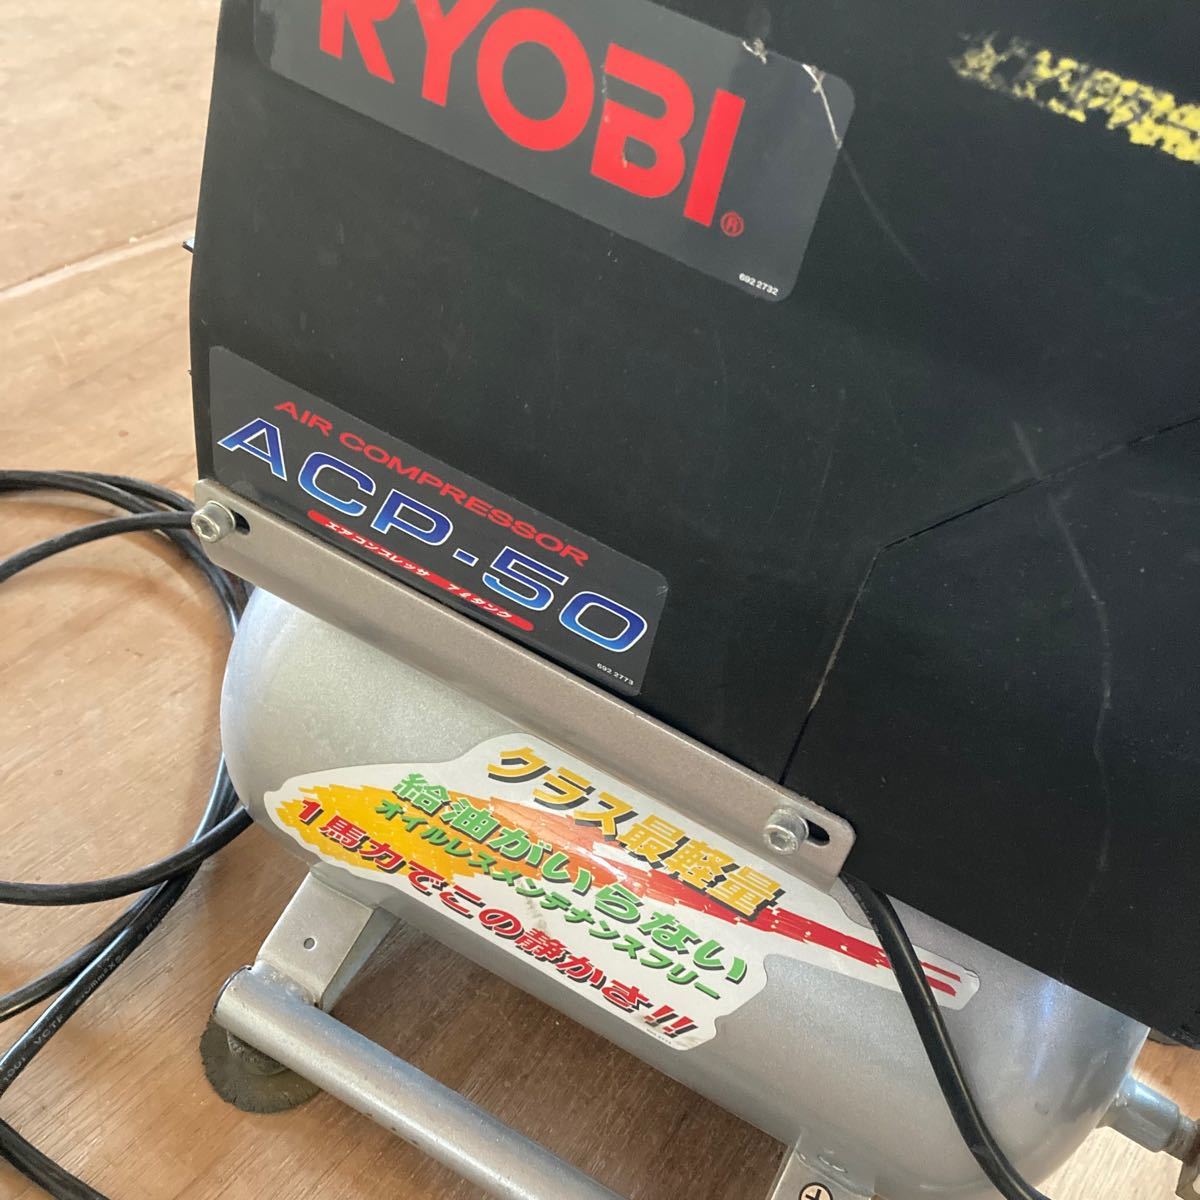 RYOBI®
692 2732
AIR COMPRESSOR
ACP-50
エアコンプレッサ 7ℓタンク
692 2773
クラス最軽量
給油がいらない
オイルレスメンテナンスフリー
1馬力でこの静かさ!!
VCTF